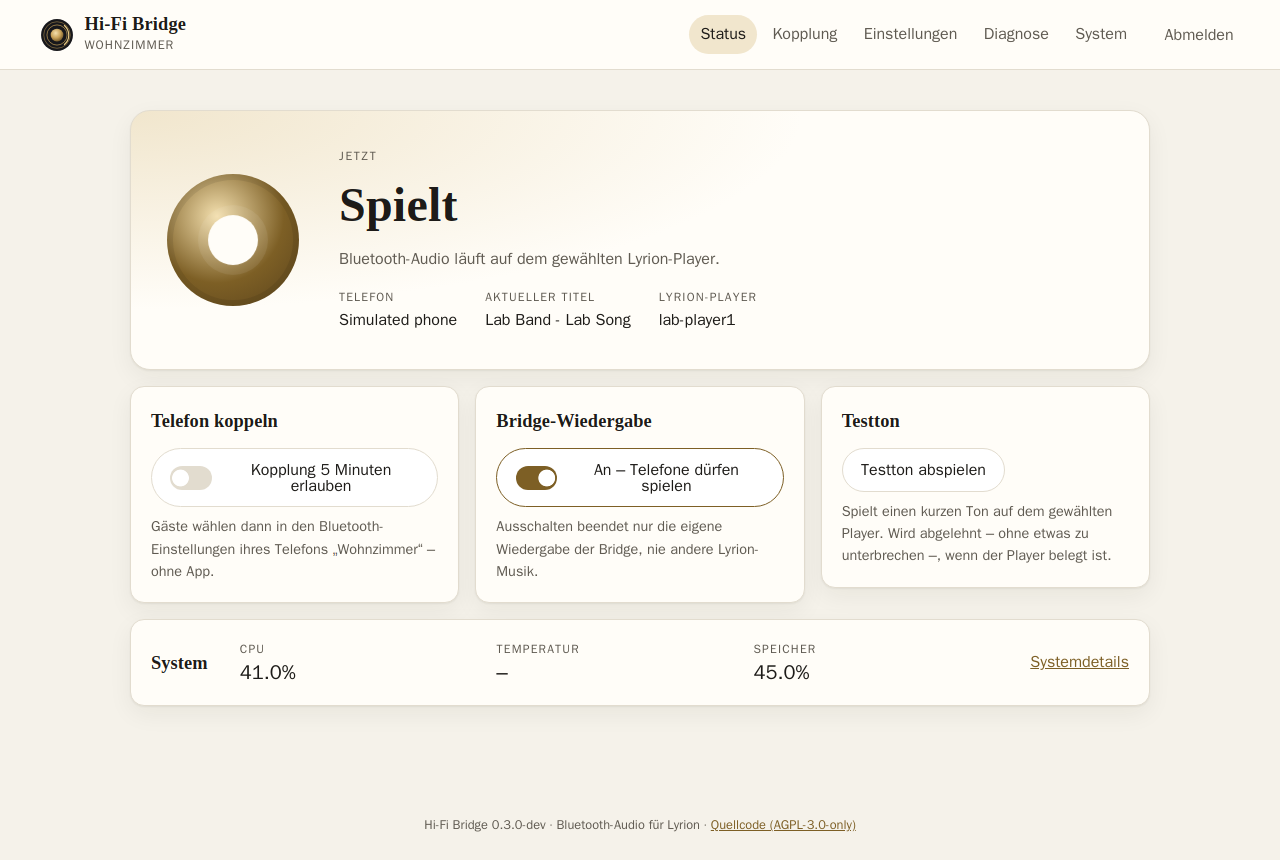 Hi-Fi Bridge
WOHNZIMMER
Status
Kopplung
Einstellungen
Diagnose
System
Abmelden
JETZT
Spielt
Bluetooth-Audio läuft auf dem gewählten Lyrion-Player.
TELEFON
Simulated phone
AKTUELLER TITEL
Lab Band - Lab Song
LYRION-PLAYER
lab-player1
Telefon koppeln
Kopplung 5 Minuten
erlauben
Gäste wählen dann in den Bluetooth-
Einstellungen ihres Telefons „Wohnzimmer“ –
ohne App.
Bridge-Wiedergabe
An – Telefone dürfen
spielen
Ausschalten beendet nur die eigene
Wiedergabe der Bridge, nie andere Lyrion-
Musik.
Testton
Testton abspielen
Spielt einen kurzen Ton auf dem gewählten
Player. Wird abgelehnt – ohne etwas zu
unterbrechen –, wenn der Player belegt ist.
System
CPU
41.0%
TEMPERATUR
–
SPEICHER
45.0%
Systemdetails
Hi-Fi Bridge 0.3.0-dev · Bluetooth-Audio für Lyrion · Quellcode (AGPL-3.0-only)